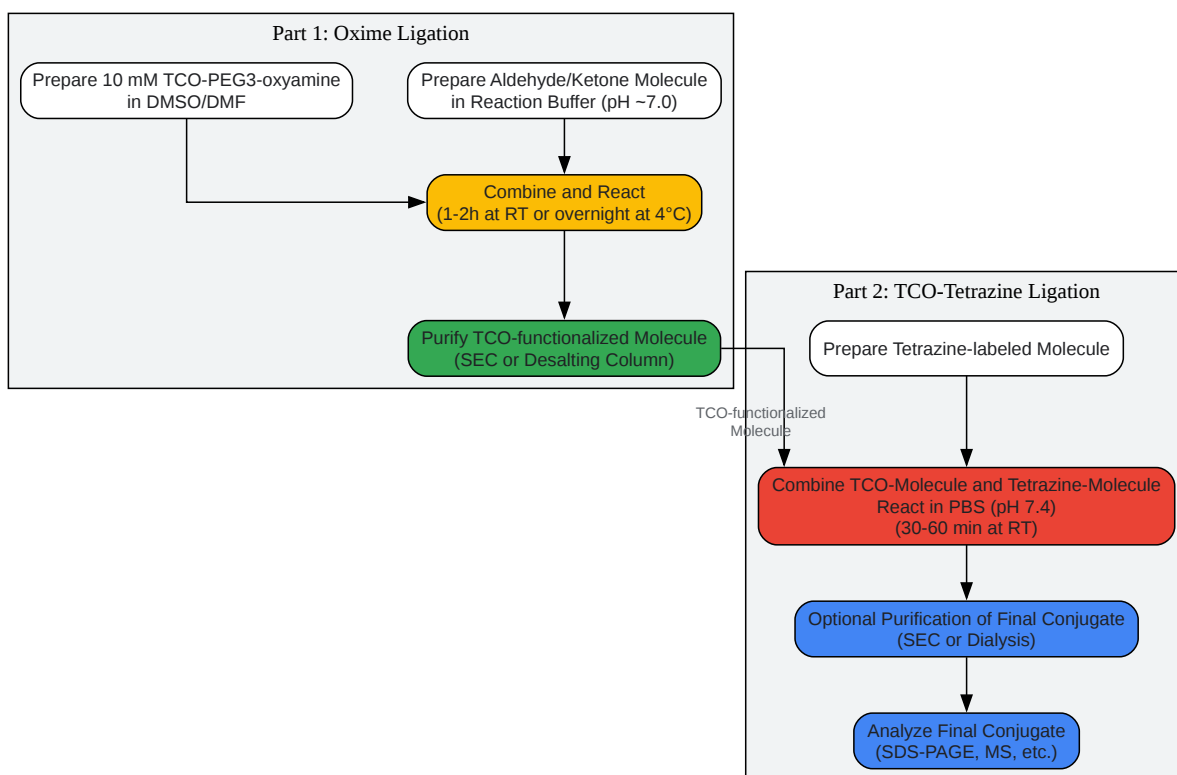 Part 1: Oxime Ligation
Prepare 10 mM TCO-PEG3-oxyamine
in DMSO/DMF
Prepare Aldehyde/Ketone Molecule
in Reaction Buffer (pH ~7.0)
Combine and React
(1-2h at RT or overnight at 4°C)
Purify TCO-functionalized Molecule
(SEC or Desalting Column)
TCO-functionalized
Molecule
Part 2: TCO-Tetrazine Ligation
Prepare Tetrazine-labeled Molecule
Combine TCO-Molecule and Tetrazine-Molecule
React in PBS (pH 7.4)
(30-60 min at RT)
Optional Purification of Final Conjugate
(SEC or Dialysis)
Analyze Final Conjugate
(SDS-PAGE, MS, etc.)